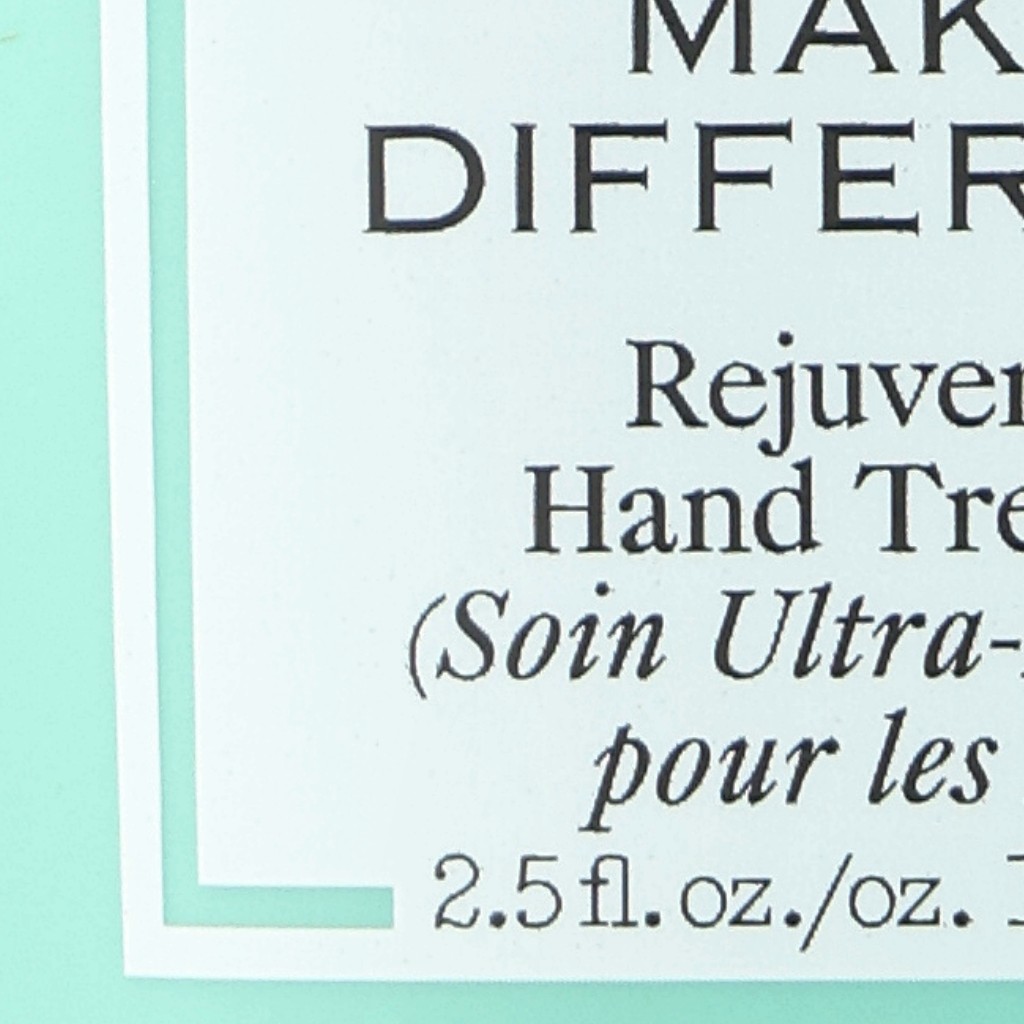 MAK
DIFFER
Rejuven
Hand Tre
(Soin Ultra-
pour les
2.5 fl. oz./oz.